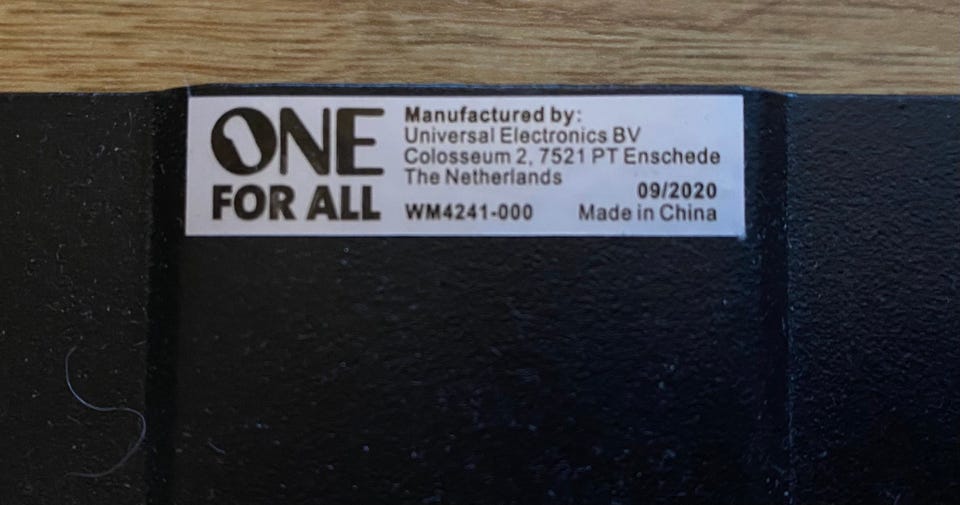 ONE
FOR ALL
Manufactured by:
Universal Electronics BV
Colosseum 2, 7521 PT Enschede
The Netherlands
09/2020
WM4241-000 Made in China